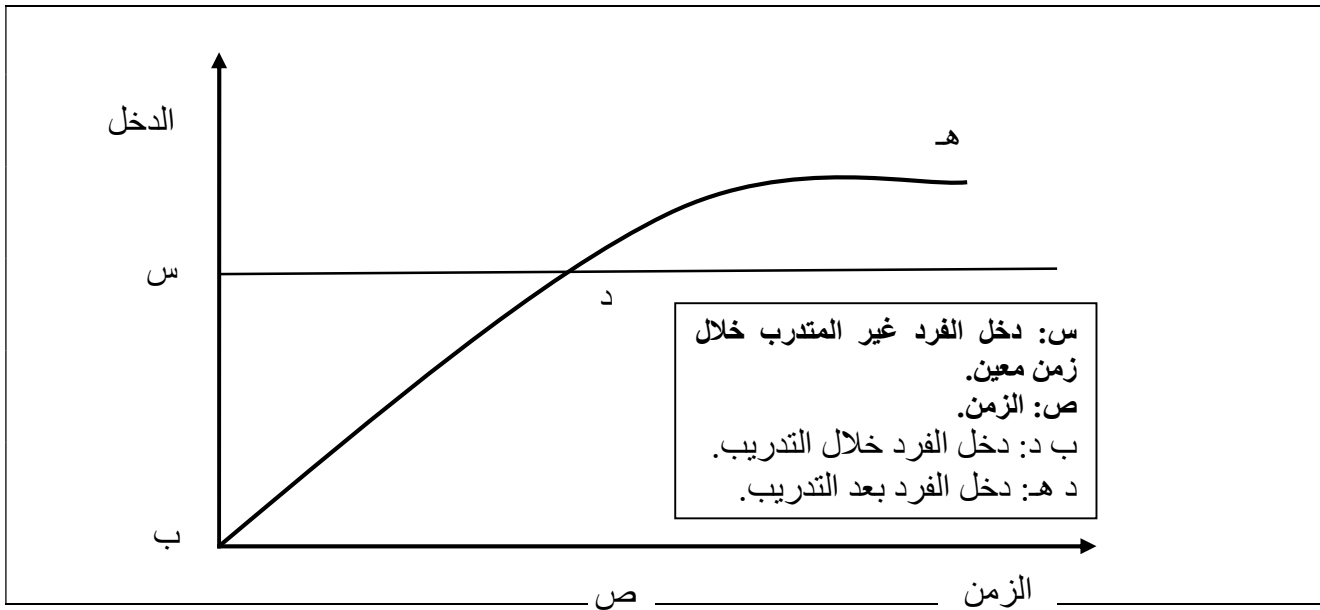 الدخل
هـ
س
د
س: دخل الفرد غير المتدرب خلال
زمن معين.
ص: الزمن.
ب د: دخل الفرد خلال التدريب.
د هـ: دخل الفرد بعد التدريب.
ب
الزمن
ص